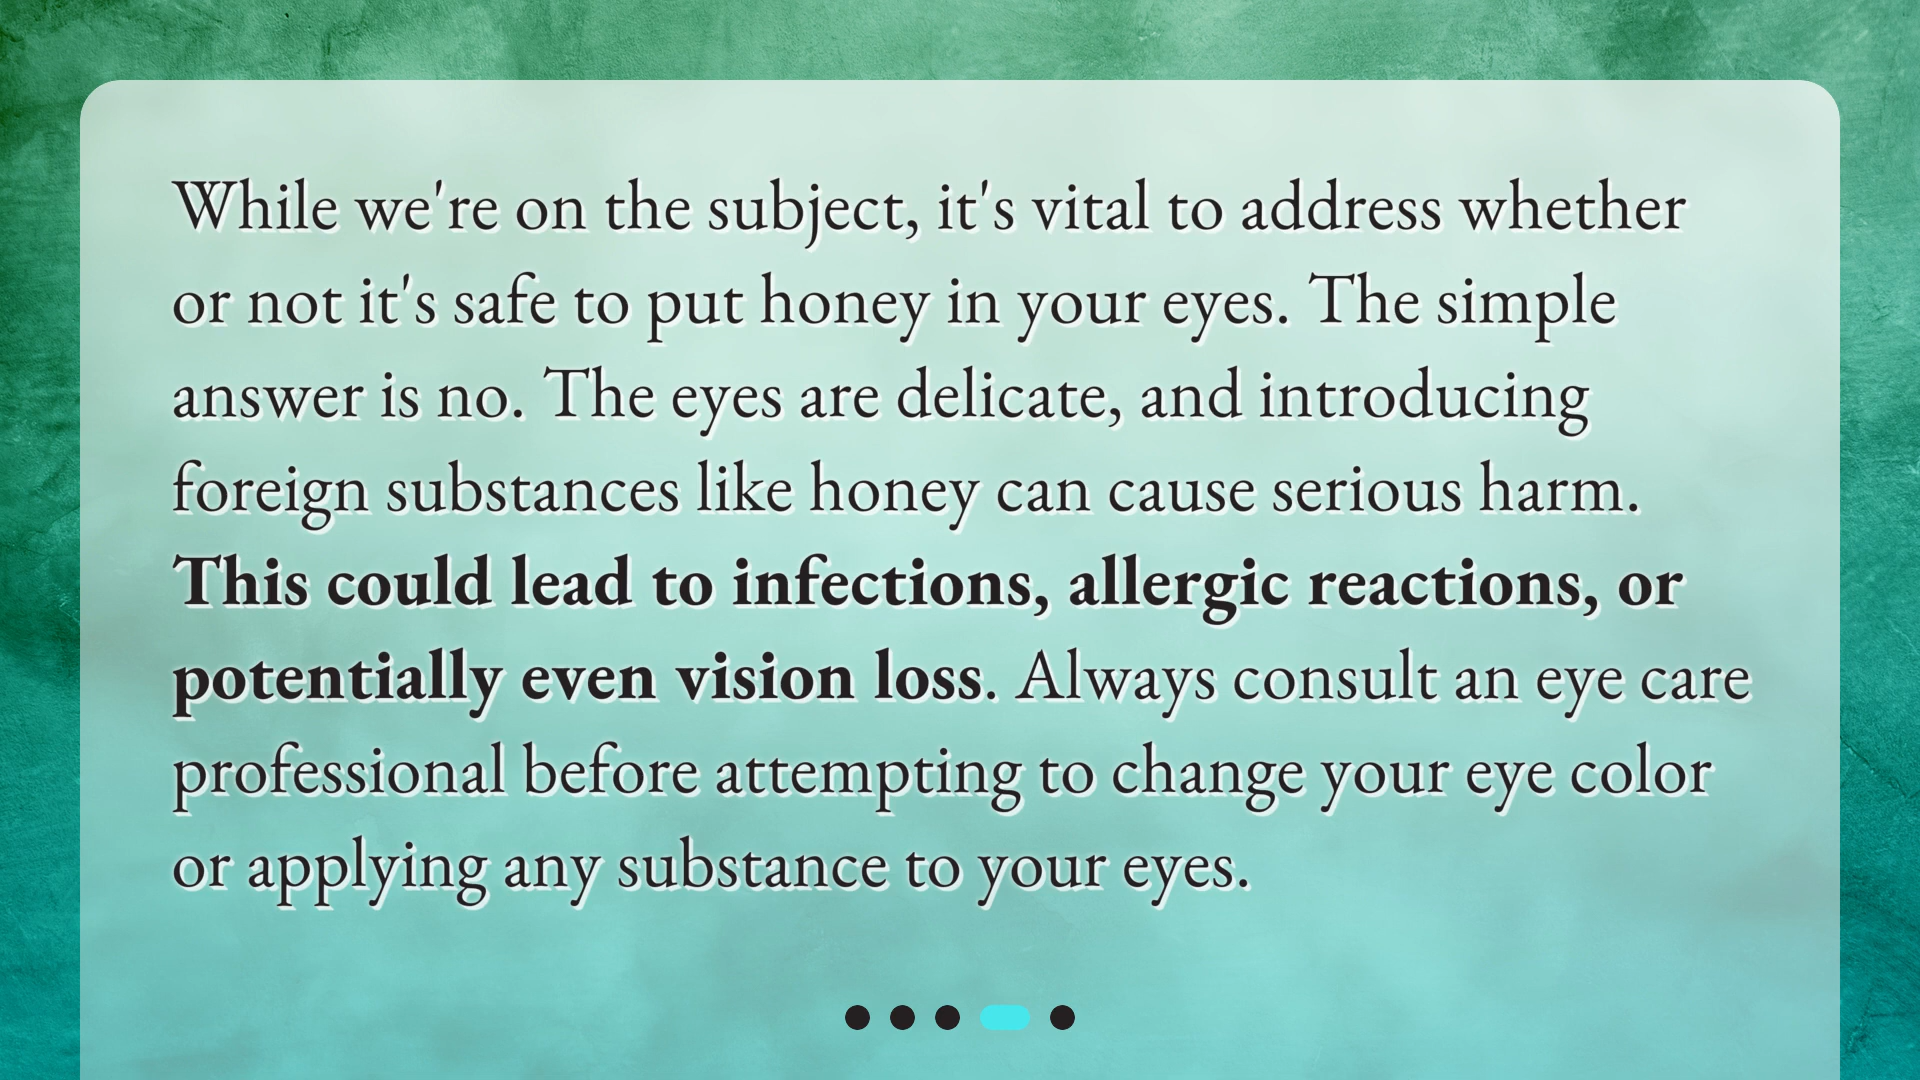 While we're on the subject, it's vital to address whether
or not it's safe to put honey in your eyes. The simple
answer is no. The eyes are delicate, and introducing
foreign substances like honey can cause serious harm.
This could lead to infections, allergic reactions, or
potentially even vision loss. Always consult an eye care
professional before attempting to change your eye color
or applying any substance to your eyes.